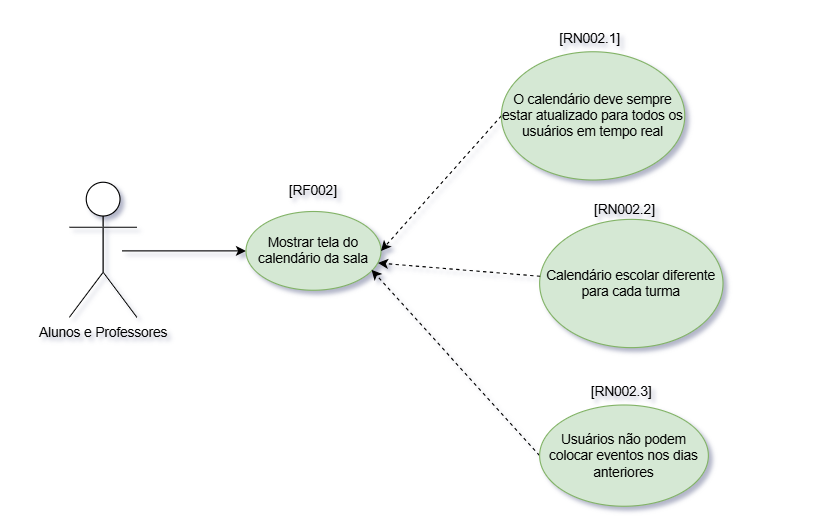 [RN002.1]
O calendário deve sempre
estar atualizado para todos os
usuários em tempo real
[RF002]
Mostrar tela do
calendário da sala
[RN002.2]
Calendário escolar diferente
para cada turma
Alunos e Professores
[RN002.3]
Usuários não podem
colocar eventos nos dias
anteriores